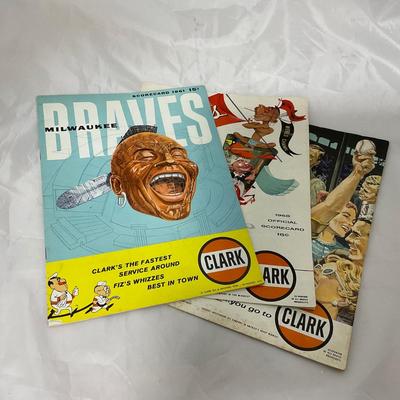 SCORECARD 1961 15¢
MILWAUKEE
BRAVES
CLARK'S THE FASTEST
SERVICE AROUND
FIZ'S WHIZZES
BEST IN TOWN
CLARK
OFFICIAL
SCORECARD
15¢
CLARK
you go to
CLARK